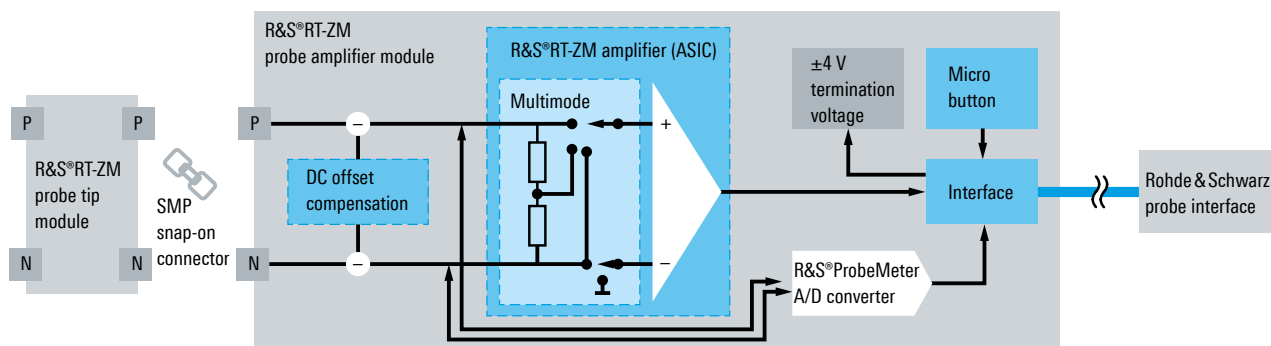 R&S®RT-ZM
probe amplifier module
R&S®RT-ZM amplifier (ASIC)
Multimode
±4 V
termination
voltage
Micro
button
P
P
P
R&S®RT-ZM
probe tip
module
SMP
snap-on
connector
DC offset
compensation
–
–
+
–
Interface
Rohde & Schwarz
probe interface
N
N
N
R&S®ProbeMeter
A/D converter